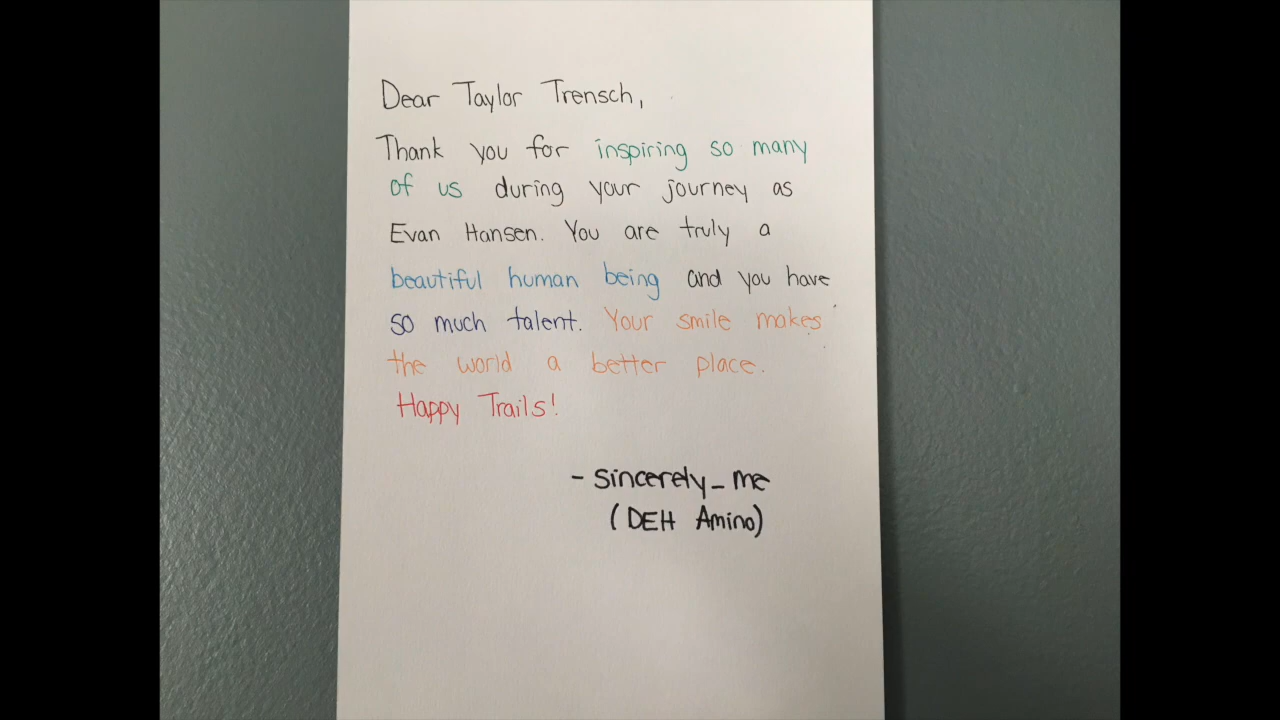 Dear Taylor Trensch,
Thank you for inspiring so many
of us during your journey as
Evan Hansen. You are truly a
beautiful human being and you have
so much talent. Your smile makes
the world a better place.
Happy Trails!
- sincerely_me
(DEH Amino)